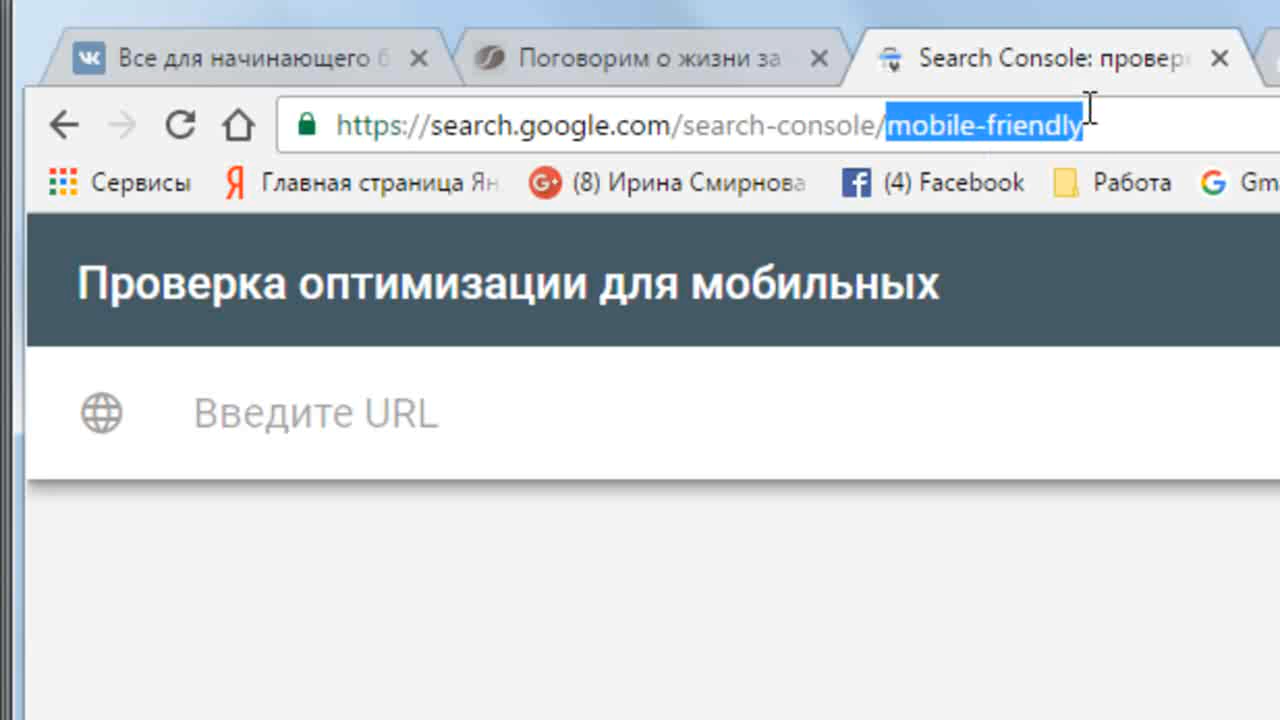 Все для начинающего б
Поговорим о жизни за
Search Console: провер
https://search.google.com/search-console/mobile-friendly
Сервисы
Главная страница Ян
(8) Ирина Смирнова
(4) Facebook
Работа
Gm
Проверка оптимизации для мобильных
Введите URL